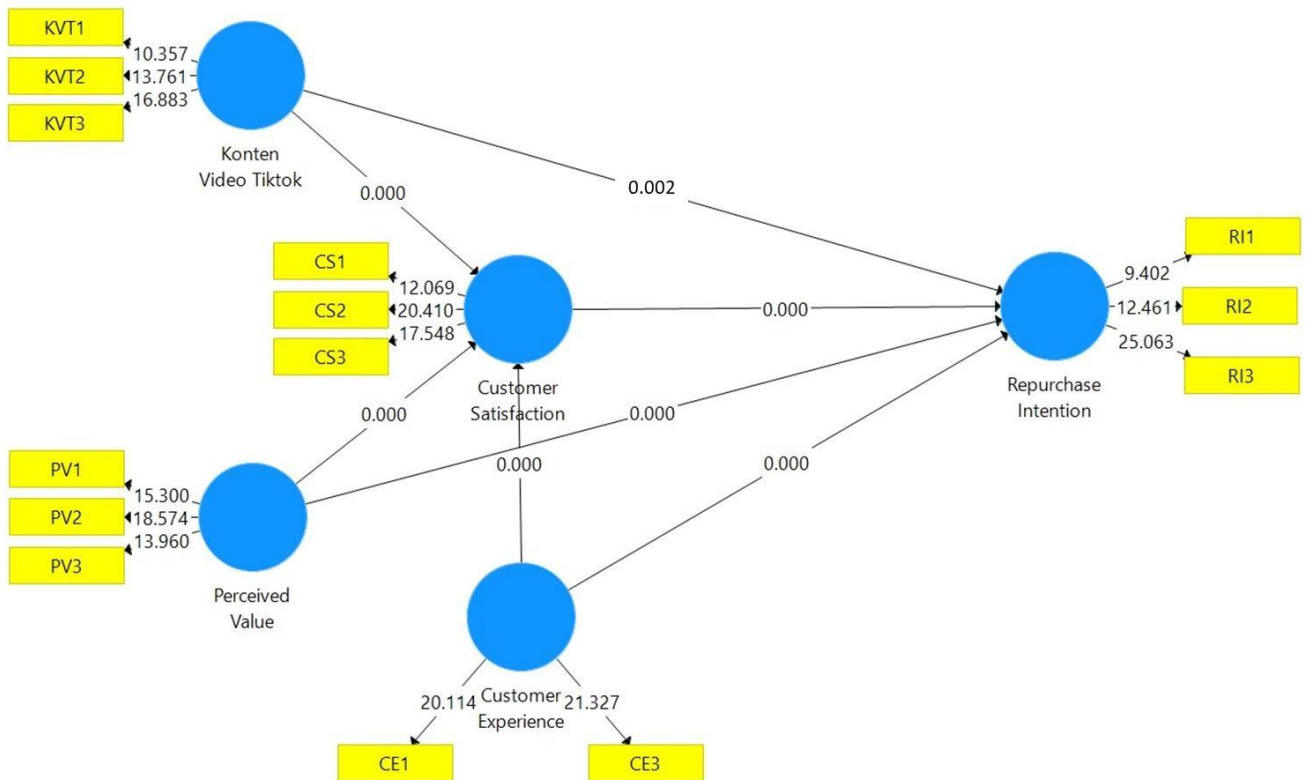 KVT1
10.357
KVT2
13.761
KVT3
16.883
Konten
Video Tiktok
0.000
0.002
CS1
12.069
CS2
20.410
CS3
17.548
Customer
Satisfaction
0.000
RI1
9.402
RI2
12.461
RI3
25.063
Repurchase
Intention
0.000
0.000
0.000
0.000
PV1
15.300
PV2
18.574
PV3
13.960
Perceived
Value
20.114
Customer
Experience
21.327
CE1
CE3